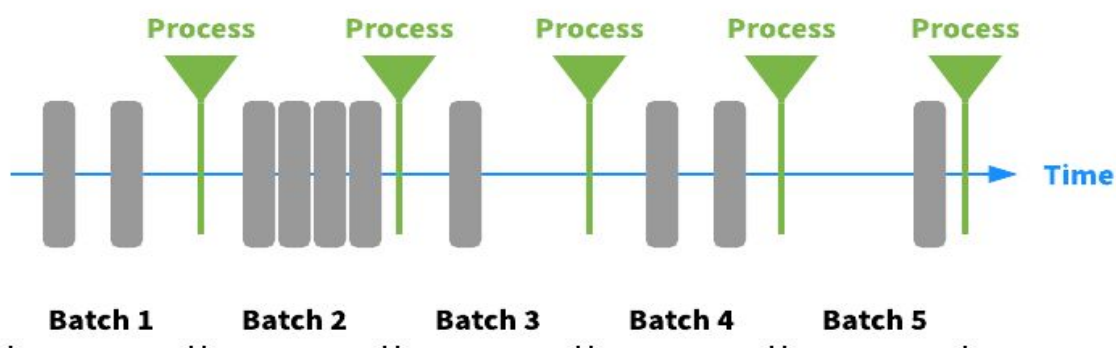 Process Process Process Process Process
Time
Batch 1 Batch 2 Batch 3 Batch 4 Batch 5